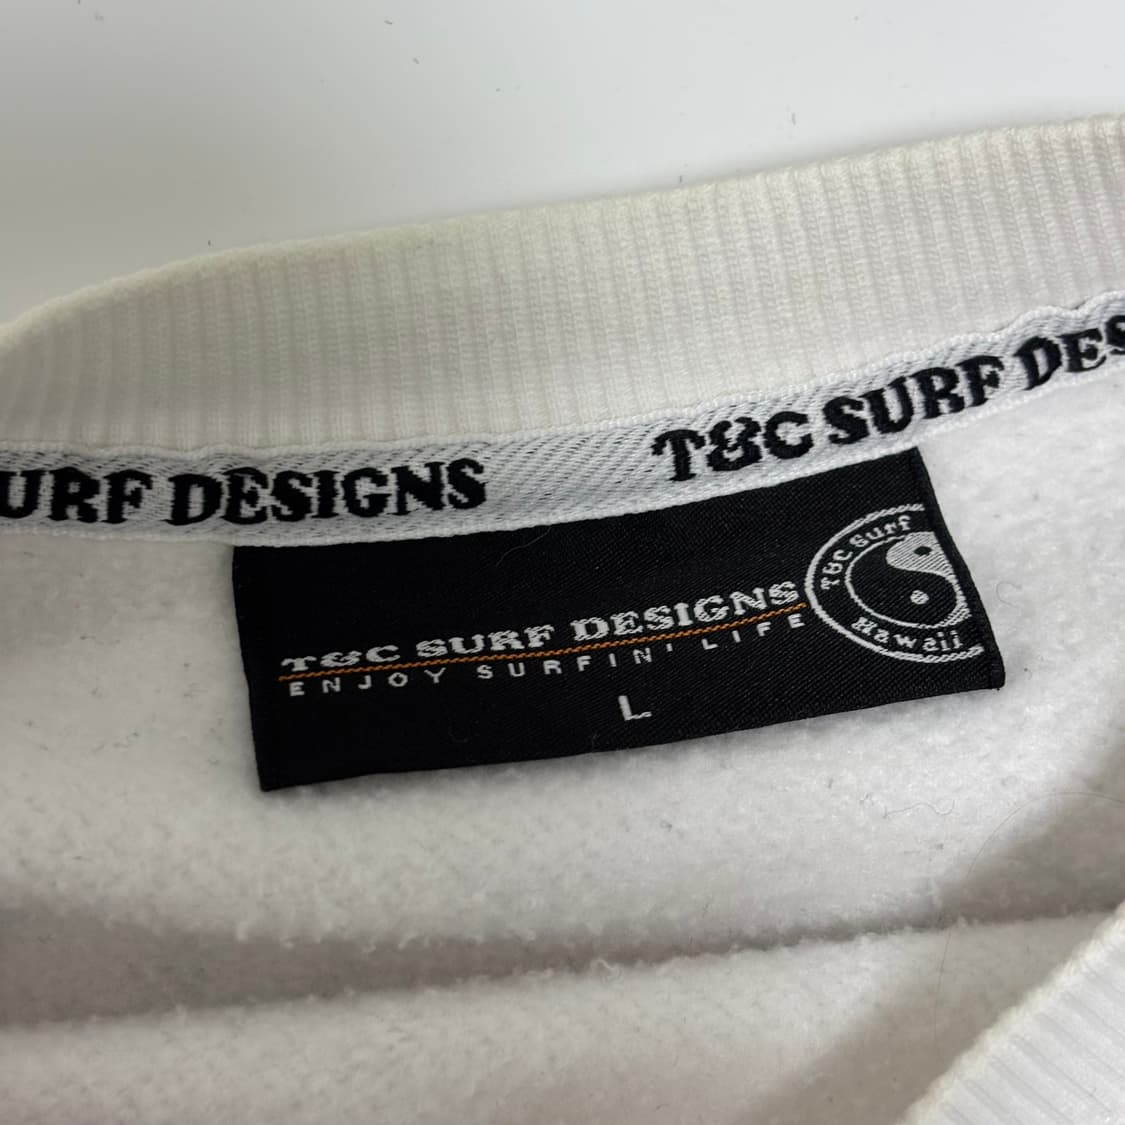 URF DESIGNS T&C SURF DES
T&C SURF DESIGNS
ENJOY SURFIN' LIFE
L
T&C Surf
Hawaii